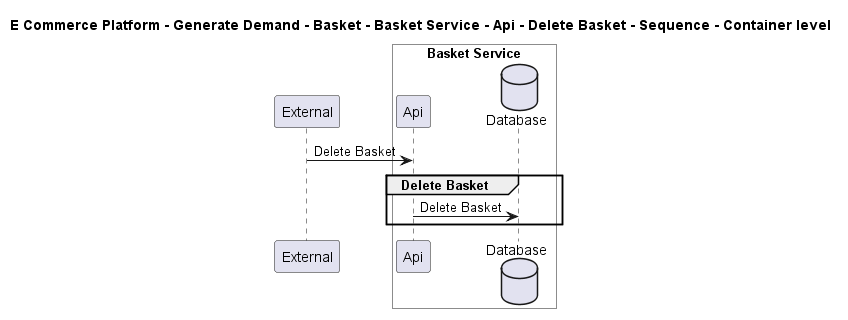 E Commerce Platform - Generate Demand - Basket - Basket Service - Api - Delete Basket - Sequence - Container level
Basket Service
External
Api
Database
Delete Basket
Delete Basket
Delete Basket
External
Api
Database